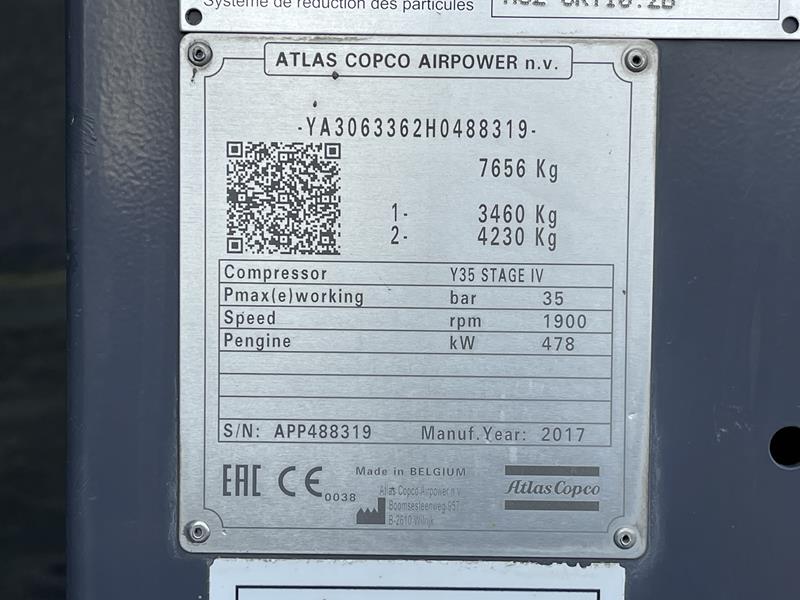 Système de réduction des particules
ATLAS COPCO AIRPOWER n.v.
-YA3063362H0488319-
7656 Kg
1- 3460 Kg
2- 4230 Kg
Compressor Y35 STAGE IV
Pmax(e)working bar 35
Speed rpm 1900
Pengine kW 478
S/N: APP488319 Manuf.Year: 2017
EAC CE 0038
Made in BELGIUM
Atlas Copco Airpower n.v.
Boomsesteenweg 957
B-2610 Wilrijk
Atlas Copco